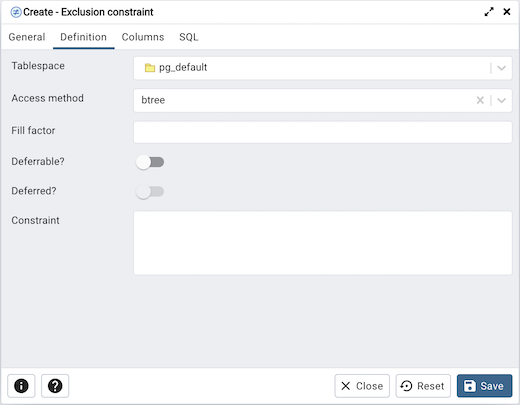 Create - Exclusion constraint
General Definition Columns SQL
Tablespace pg_default
Access method btree
Fill factor
Deferrable?
Deferred?
Constraint
Close Reset Save